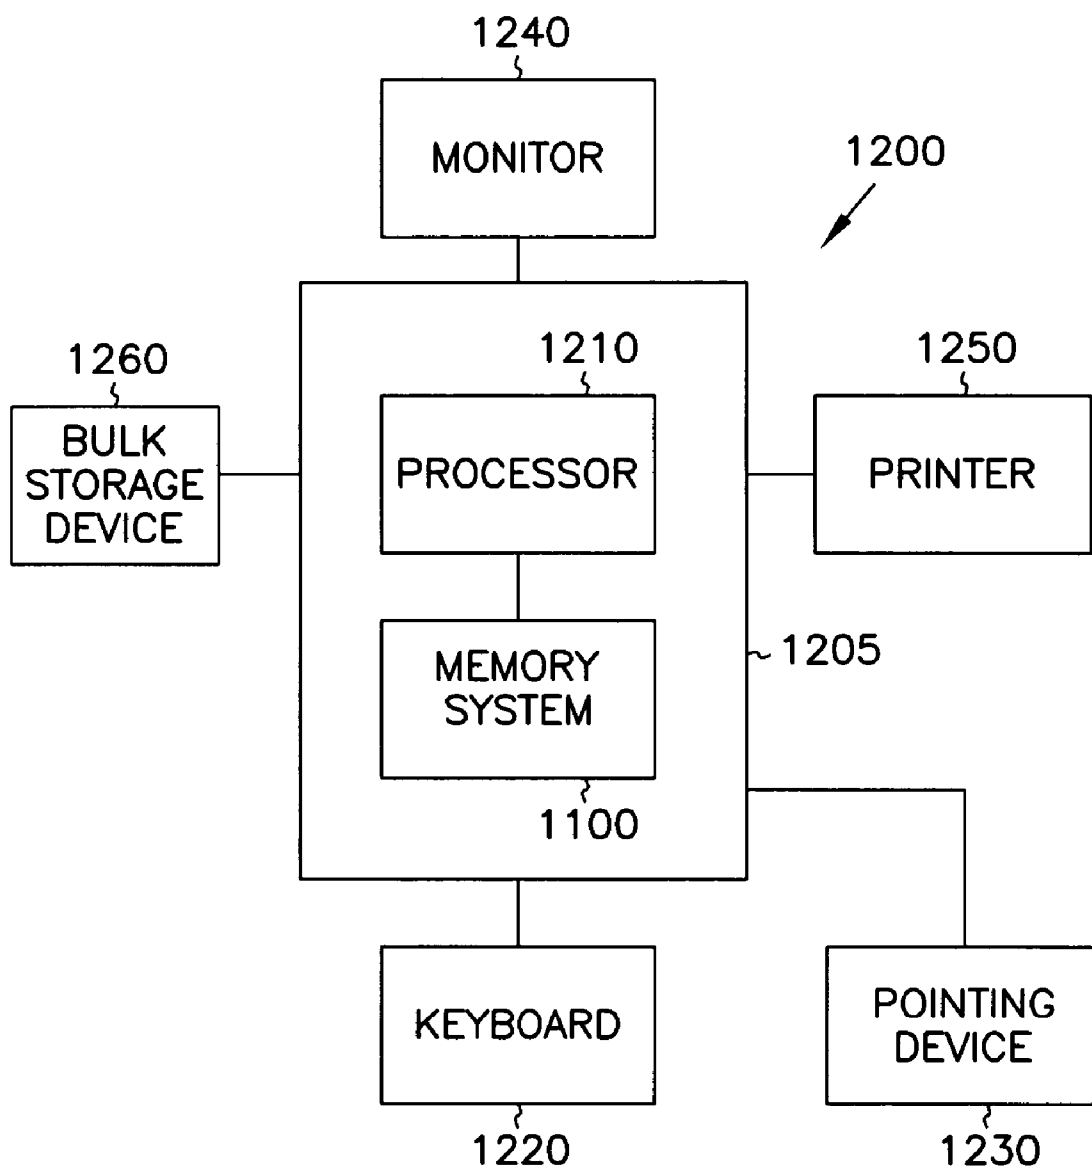 1240
MONITOR
1200
1260
BULK
STORAGE
DEVICE
1210
PROCESSOR
1250
PRINTER
MEMORY
SYSTEM
1205
1100
KEYBOARD
1220
POINTING
DEVICE
1230